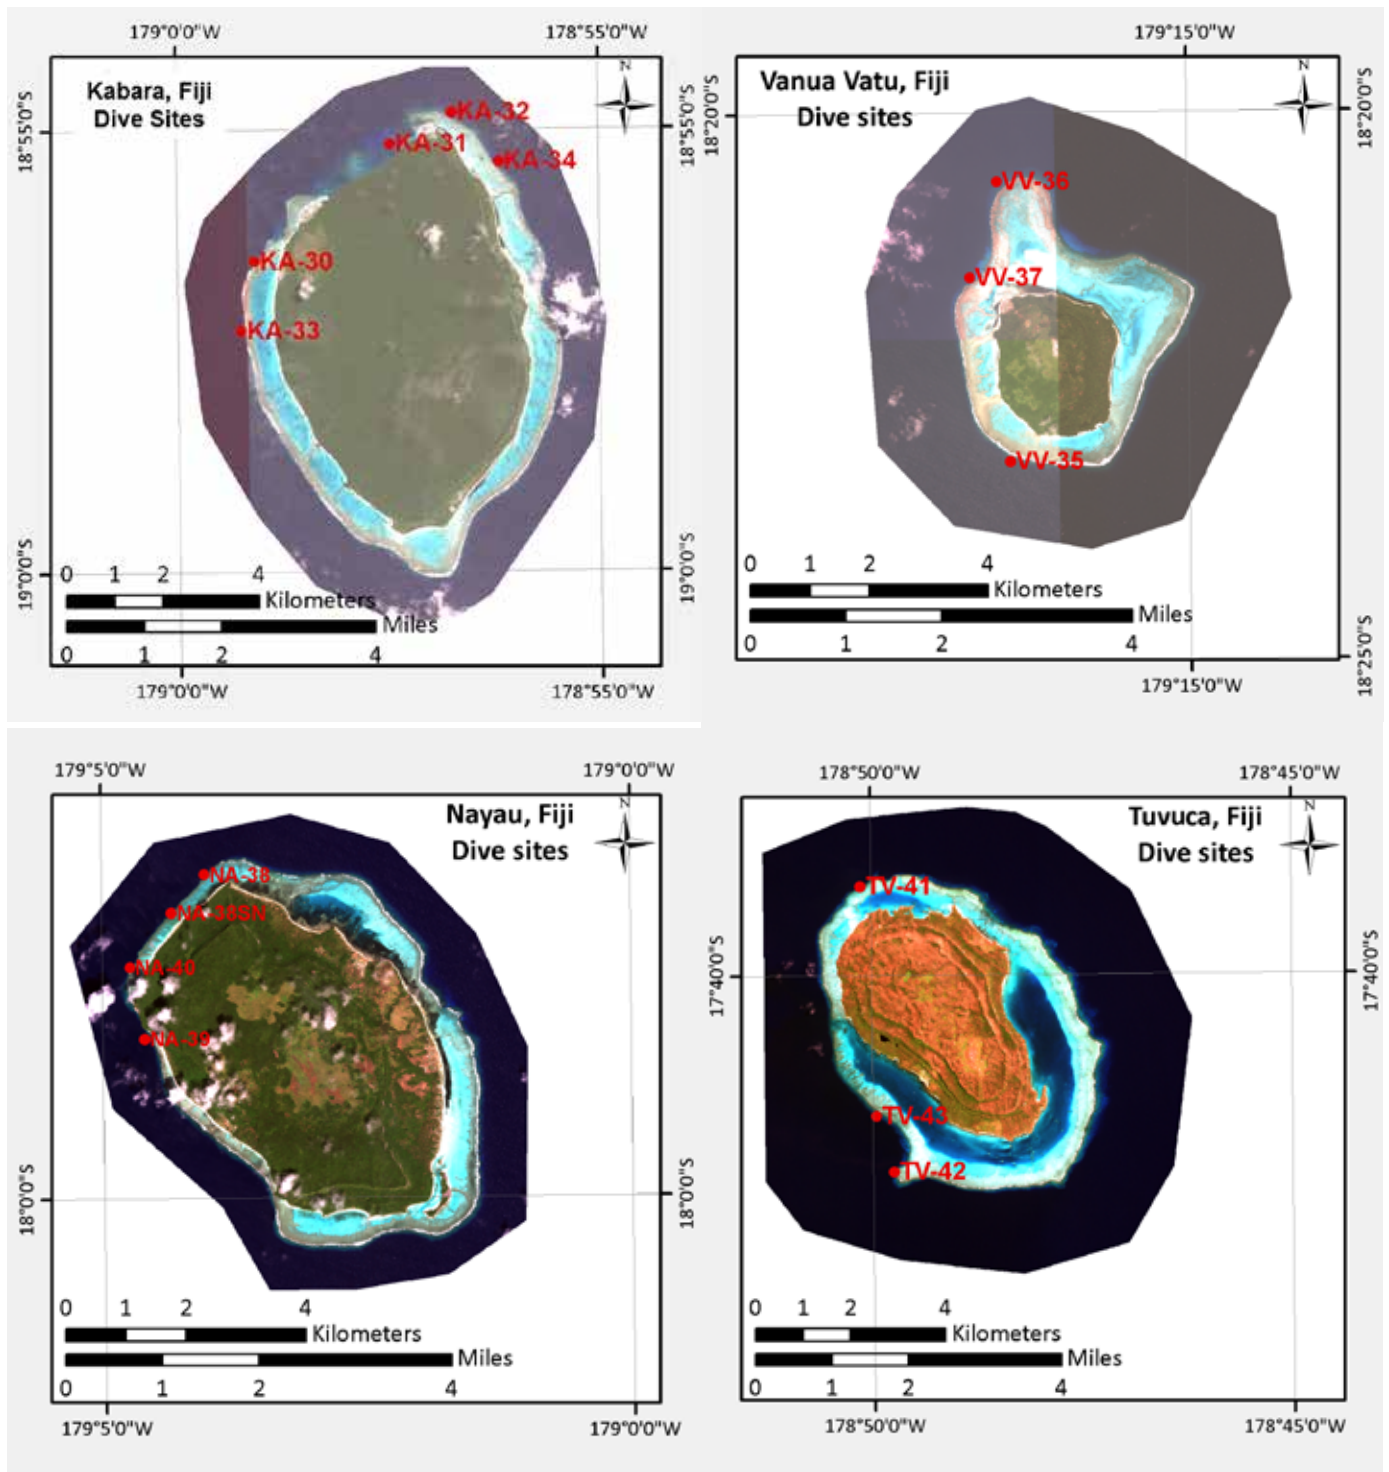 179°0'0"W 178°55'0"W
Kabara, Fiji
Dive Sites
N
18°55'0"S
18°55'0"S
KA-32
KA-31
KA-34
KA-30
KA-33
19°0'0"S
19°0'0"S
0 1 2 4
Kilometers
Miles
0 1 2 4
179°0'0"W 178°55'0"W
179°15'0"W
Vanua Vatu, Fiji
Dive sites
N
18°20'0"S
18°20'0"S
VV-36
VV-37
VV-35
0 1 2 4
Kilometers
Miles
0 1 2 4
18°25'0"S
179°15'0"W
179°5'0"W 179°0'0"W
Nayau, Fiji
Dive sites
N
NA-38
NA-38SN
NA-40
NA-39
18°0'0"S
18°0'0"S
0 1 2 4
Kilometers
Miles
0 1 2 4
179°5'0"W 179°0'0"W
178°50'0"W 178°45'0"W
Tuvuca, Fiji
Dive sites
N
TV-41
17°40'0"S
17°40'0"S
TV-43
TV-42
0 1 2 4
Kilometers
Miles
0 1 2 4
178°50'0"W 178°45'0"W